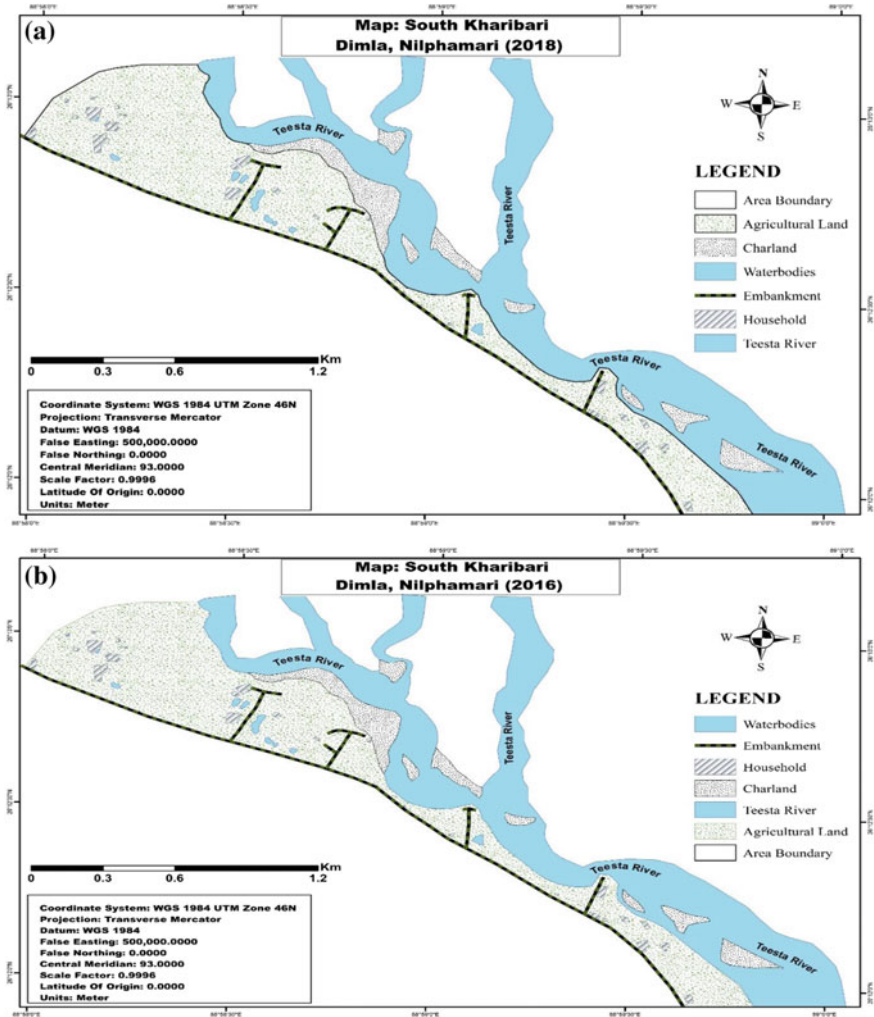 (a)
Map: South Kharibari
Dimla, Nilphamari (2018)
N
W E
S
Teesta River
Teesta River
Teesta River
Teesta River
LEGEND
Area Boundary
Agricultural Land
Charland
Waterbodies
Embankment
Household
Teesta River
Km
0 0.3 0.6 1.2
Coordinate System: WGS 1984 UTM Zone 46N
Projection: Transverse Mercator
Datum: WGS 1984
False Easting: 500,000.0000
False Northing: 0.0000
Central Meridian: 93.0000
Scale Factor: 0.9996
Latitude Of Origin: 0.0000
Units: Meter
(b)
Map: South Kharibari
Dimla, Nilphamari (2016)
N
W E
S
Teesta River
Teesta River
Teesta River
Teesta River
LEGEND
Waterbodies
Embankment
Household
Charland
Teesta River
Agricultural Land
Area Boundary
Km
0 0.3 0.6 1.2
Coordinate System: WGS 1984 UTM Zone 46N
Projection: Transverse Mercator
Datum: WGS 1984
False Easting: 500,000.0000
False Northing: 0.0000
Central Meridian: 93.0000
Scale Factor: 0.9996
Latitude Of Origin: 0.0000
Units: Meter